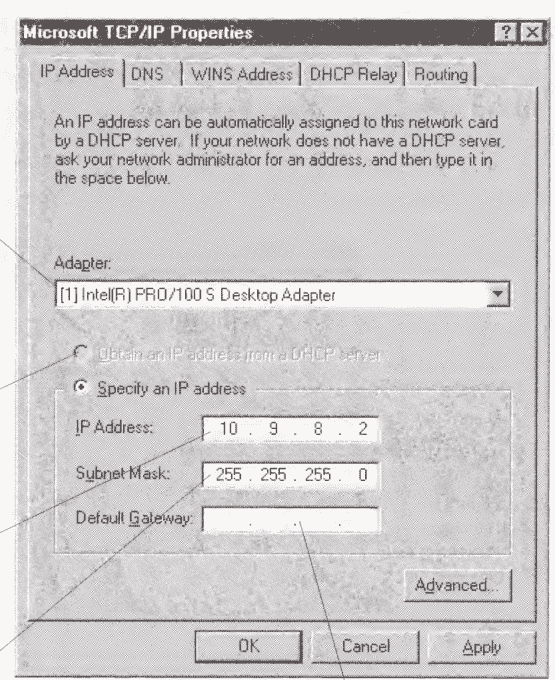 Microsoft TCP/IP Properties
IP Address DNS WINS Address DHCP Relay Routing
An IP address can be automatically assigned to this network card
by a DHCP server. If your network does not have a DHCP server,
ask your network administrator for an address, and then type it in
the space below.
Adapter:
[1] Intel(R) PRO/100 S Desktop Adapter
Obtain an IP address from a DHCP server
Specify an IP address
IP Address: 10 . 9 . 8 . 2
Subnet Mask: 255 . 255 . 255 . 0
Default Gateway: . . .
Advanced...
OK Cancel Apply